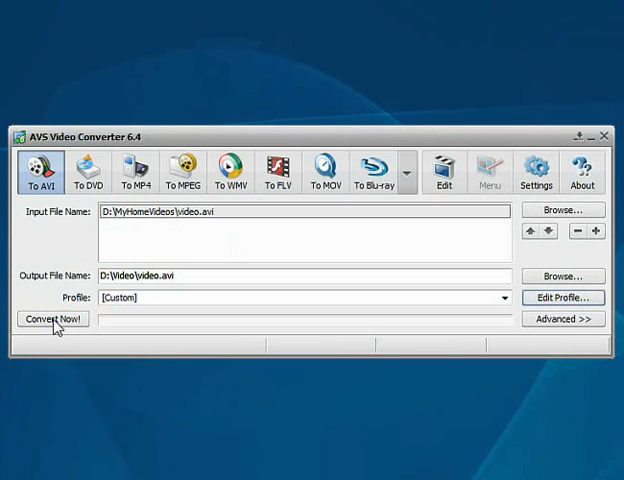 AVS Video Converter 6.4
To AVI To DVD To MP4 To MPEG To WMV To FLV To MOV To Blu-ray Edit Menu Settings About
Input File Name: D:\MyHomeVideos\video.avi Browse...
Output File Name: D:\Video\video.avi Browse...
Profile: [Custom] Edit Profile...
Convert Now! Advanced >>